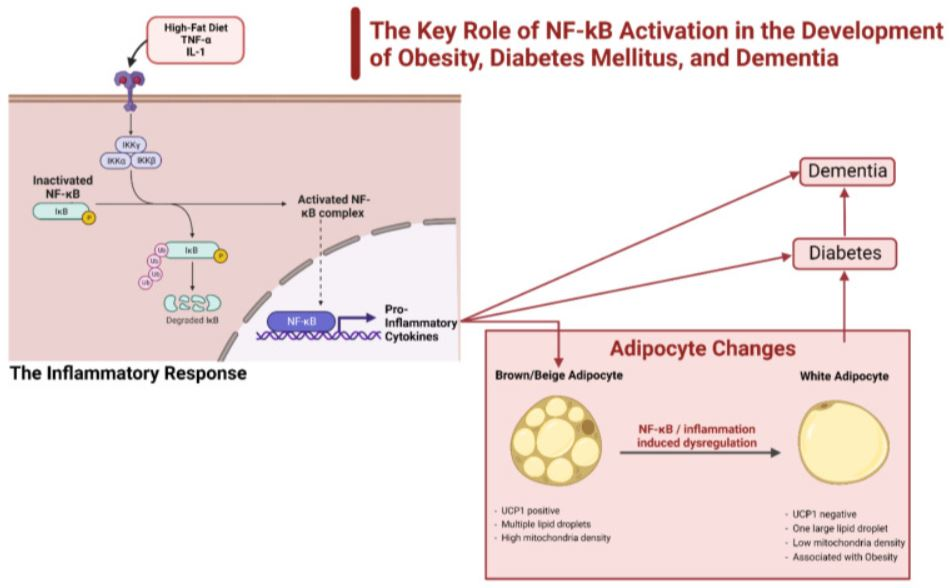 High-Fat Diet
TNF-α
IL-1
The Key Role of NF-kB Activation in the Development
of Obesity, Diabetes Mellitus, and Dementia
IKKγ
IKKα
IKKβ
Inactivated
NF-κB
IκB
P
Activated NF-
κB complex
Ub
IκB
P
Ub
Ub
Ub
Degraded IκB
NF-κB
Pro-
Inflammatory
Cytokines
The Inflammatory Response
Dementia
Diabetes
Adipocyte Changes
Brown/Beige Adipocyte
White Adipocyte
NF-κB / inflammation
induced dysregulation
- UCP1 positive
- Multiple lipid droplets
- High mitochondria density
- UCP1 negative
- One large lipid droplet
- Low mitochondria density
- Associated with Obesity